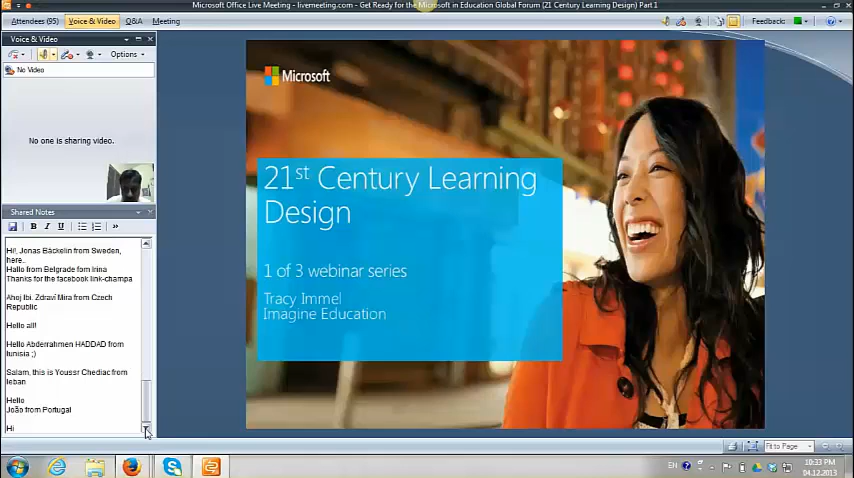 Microsoft Office Live Meeting - livemeeting.com - Get Ready for the Microsoft in Education Global Forum (21 Century Learning Design) Part 1
Attendees (95)
Voice & Video
Q&A
Meeting
Feedback:
Voice & Video
Options
No Video
No one is sharing video.
Shared Notes
B I U
Hi!, Jonas Bäckelin from Sweden,
here..
Hallo from Belgrade fom Irina
Thanks for the facebook link-champa
Ahoj Ibi. Zdraví Mira from Czech
Republic
Hello all!
Hello Abderrahmen HADDAD from
tunisia ;)
Salam, this is Youssr Chediac from
leban
Hello
João from Portugal
Hi
Microsoft
21st Century Learning
Design
1 of 3 webinar series
Tracy Immel
Imagine Education
Fit to Page
EN
10:33 PM
04.12.2013